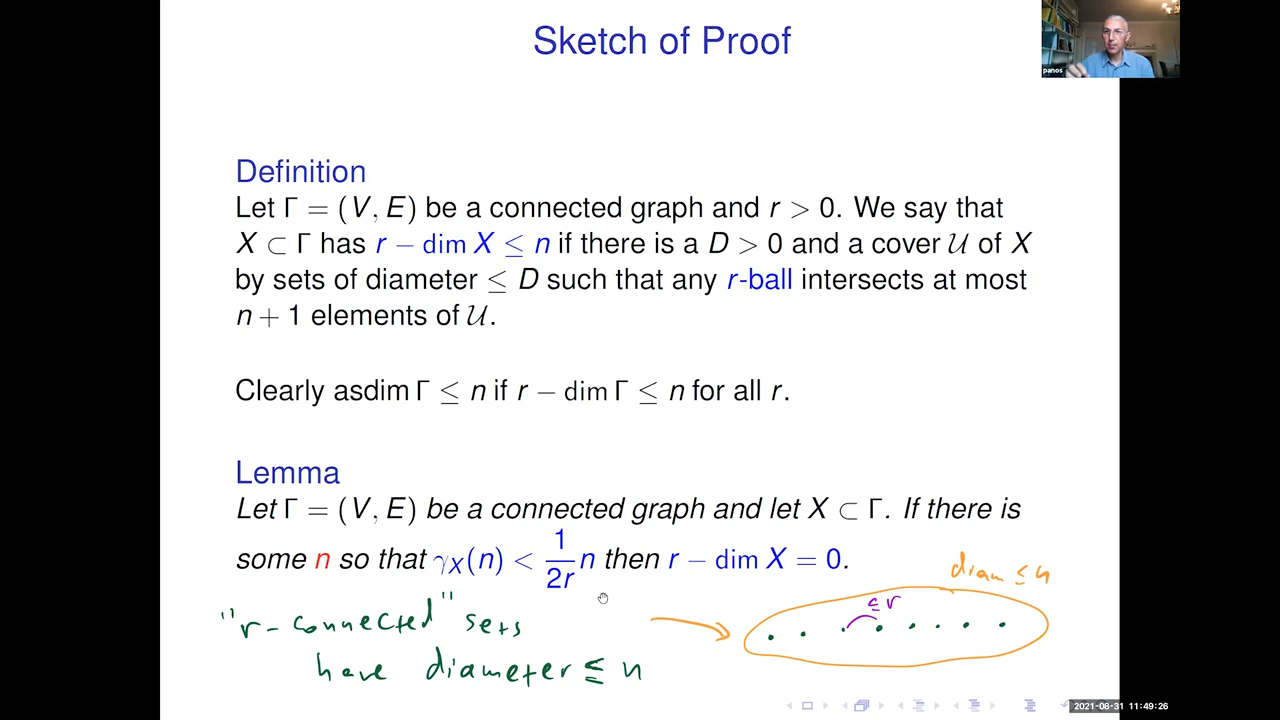 Sketch of Proof
panos
Definition
Let Γ = (V, E) be a connected graph and r > 0. We say that
X ⊂ Γ has r − dim X ≤ n if there is a D > 0 and a cover 𝒰 of X
by sets of diameter ≤ D such that any r-ball intersects at most
n + 1 elements of 𝒰.
Clearly asdim Γ ≤ n if r − dim Γ ≤ n for all r.
Lemma
Let Γ = (V, E) be a connected graph and let X ⊂ Γ. If there is
some n so that γ_X(n) < \frac{1}{2r} n then r − dim X = 0.
diam ≤ n
≤ r
"r-connected" sets
have diameter ≤ n
2021-08-31 11:49:26